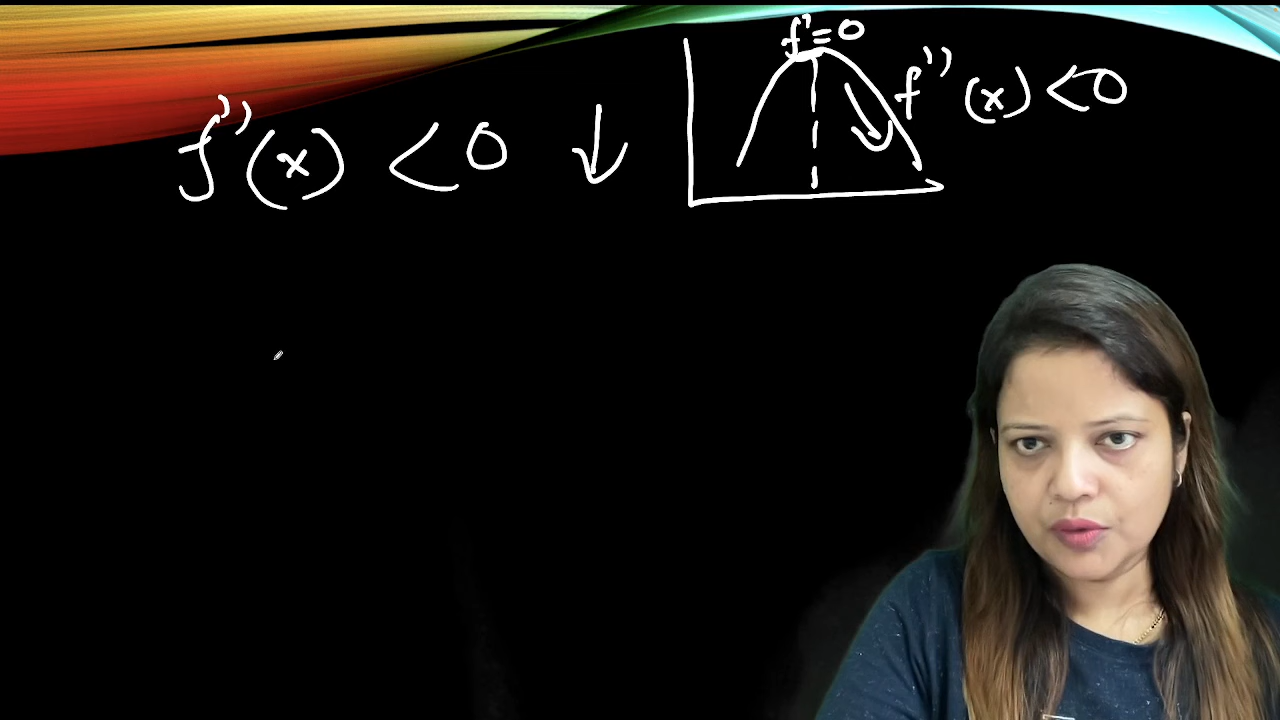 f''(x) < 0 ↓
f' = 0
f''(x) < 0